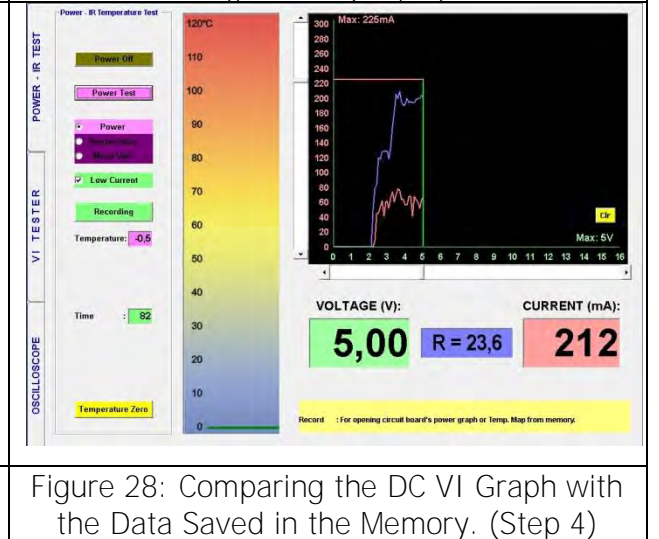 Power - IR Temperature Test
POWER - IR TEST
VI TESTER
OSCILLOSCOPE
Power Off
Power Test
Power
Low Current
Recording
Temperature: -0,5
Time : 82
Temperature Zero
120°C
110
100
90
80
70
60
50
40
30
20
10
0
Max: 225mA
300
280
260
240
220
200
180
160
140
120
100
80
60
40
20
0
Clr
Max: 5V
0 1 2 3 4 5 6 7 8 9 10 11 12 13 14 15 16
VOLTAGE (V):
5,00
R = 23,6
CURRENT (mA):
212
Record : For opening circuit board's power graph or Temp. Map from memory.
Figure 28: Comparing the DC VI Graph with
the Data Saved in the Memory. (Step 4)